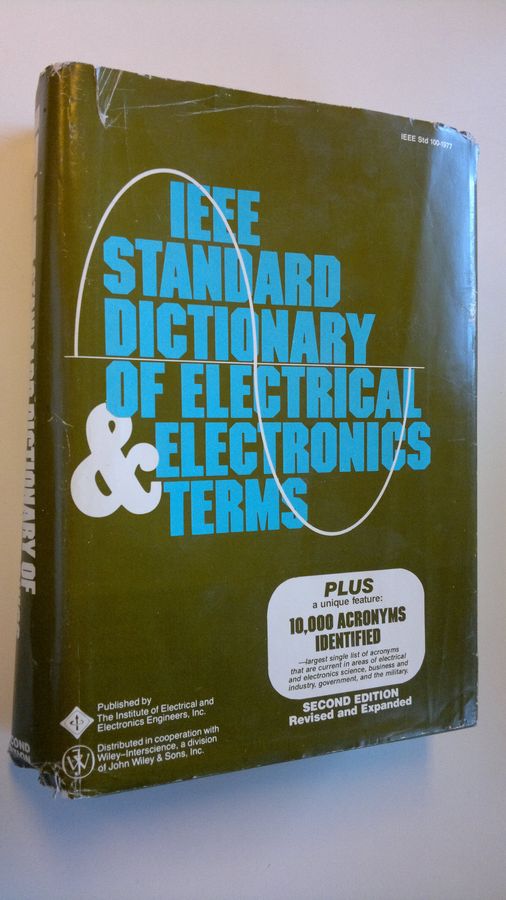 IEEE Std 100-1977
IEEE
STANDARD
DICTIONARY
OF ELECTRICAL
& ELECTRONICS
TERMS
PLUS
a unique feature:
10,000 ACRONYMS
IDENTIFIED
—largest single list of acronyms
that are current in areas of electrical
and electronics science, business and
industry, government, and the military.
SECOND EDITION
Revised and Expanded
Published by
The Institute of Electrical and
Electronics Engineers, Inc.
Distributed in cooperation with
Wiley–Interscience, a division
of John Wiley & Sons, Inc.
DICTIONARY OF